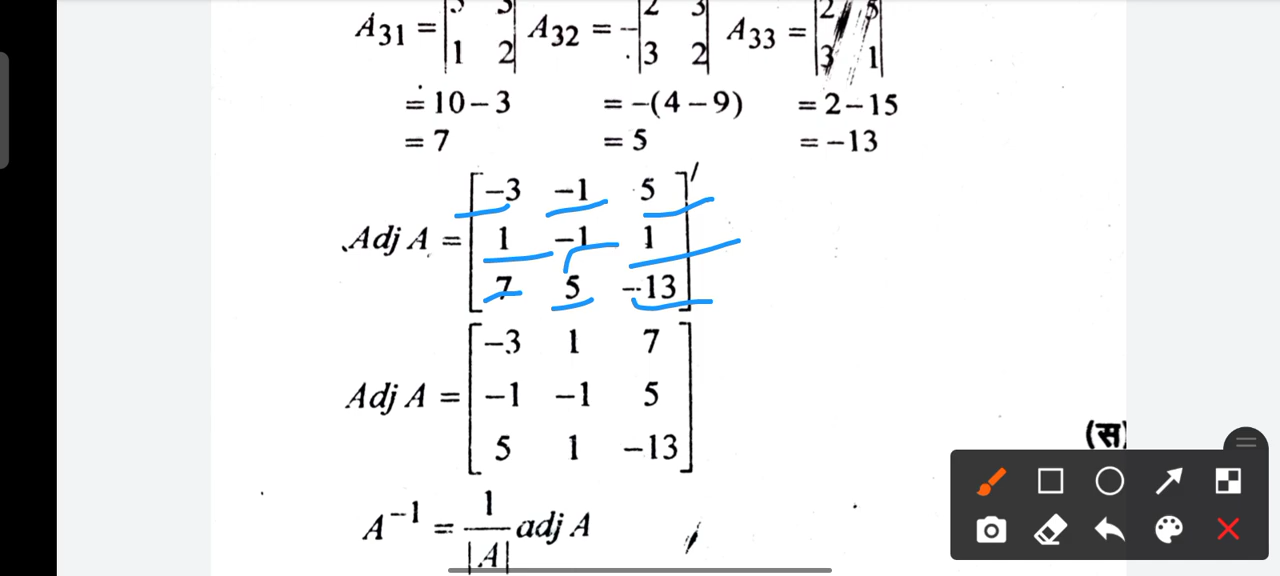 A31 = |5 3| A32 = -|2 3| A33 = |2 5|
|1 2| |3 2| |3 1|
= 10 - 3 = -(4 - 9) = 2 - 15
= 7 = 5 = -13
[-3 -1 5]′
Adj A = [1 -1 1]
[7 5 -13]
[-3 1 7]
Adj A = [-1 -1 5]
[5 1 -13]
(स)
A⁻¹ = 1/|A| adj A